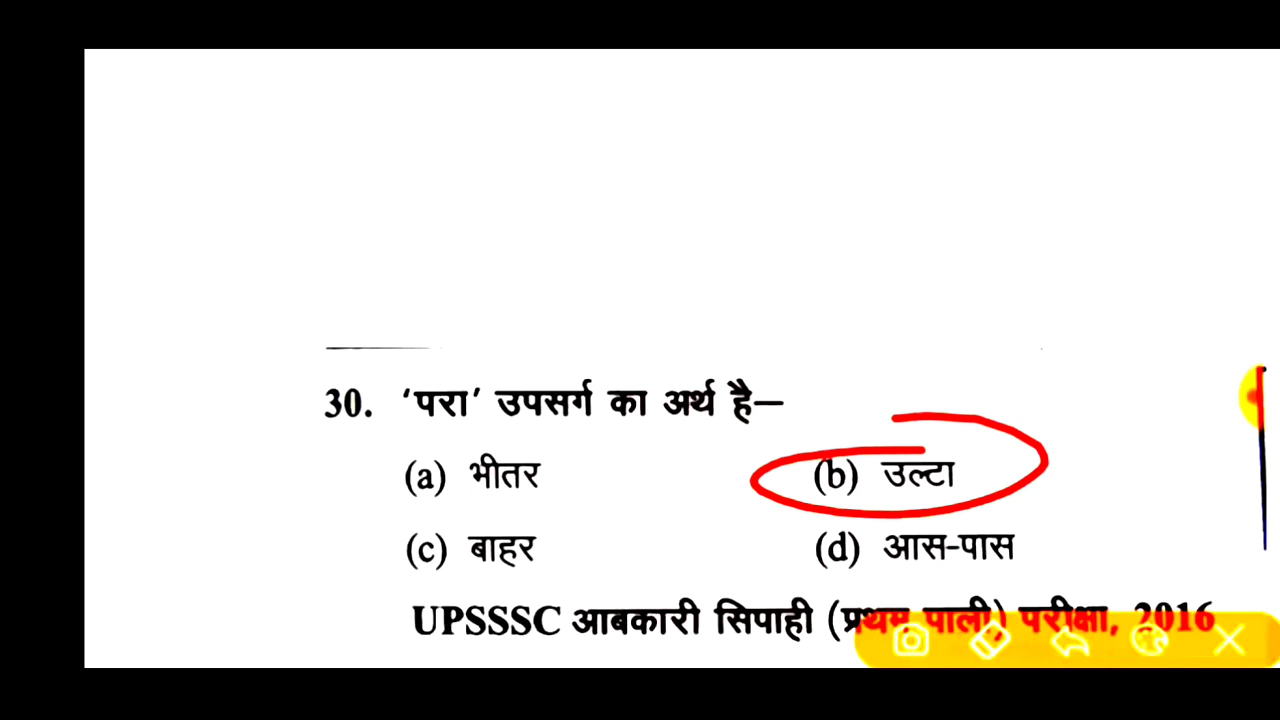 30. ‘परा’ उपसर्ग का अर्थ है–
(a) भीतर (b) उल्टा
(c) बाहर (d) आस-पास
UPSSSC आबकारी सिपाही (प्रथम पाली) परीक्षा, 2016